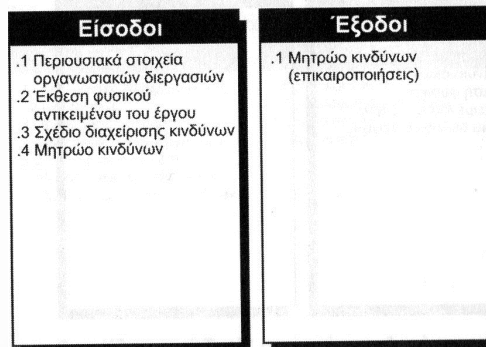 Είσοδοι
.1 Περιουσιακά στοιχεία
οργανωσιακών διεργασιών
.2 Έκθεση φυσικού
αντικειμένου του έργου
.3 Σχέδιο διαχείρισης κινδύνων
.4 Μητρώο κινδύνων
Έξοδοι
.1 Μητρώο κινδύνων
(επικαιροποιήσεις)